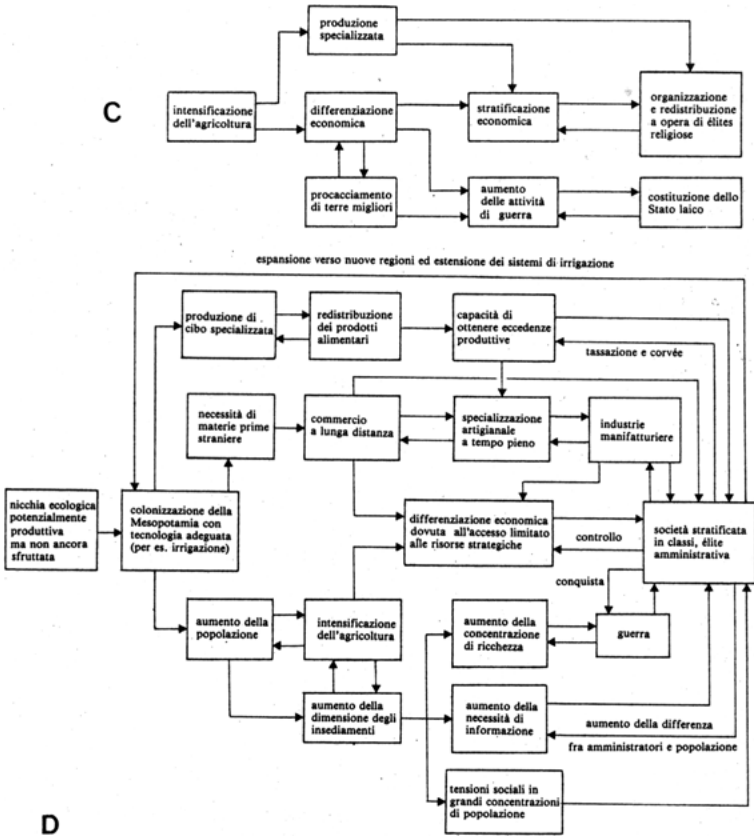 produzione
specializzata
C
intensificazione
dell'agricoltura
differenziazione
economica
stratificazione
economica
organizzazione
e redistribuzione
a opera di élites
religiose
procacciamento
di terre migliori
aumento
delle attività
di guerra
costituzione dello
Stato laico
espansione verso nuove regioni ed estensione dei sistemi di irrigazione
produzione di
cibo specializzata
redistribuzione
dei prodotti
alimentari
capacità di
ottenere eccedenze
produttive
tassazione e corvée
necessità di
materie prime
straniere
commercio
a lunga distanza
specializzazione
artigianale
a tempo pieno
industrie
manifatturiere
nicchia ecologica
potenzialmente
produttiva
ma non ancora
sfruttata
colonizzazione della
Mesopotamia con
tecnologia adeguata
(per es. irrigazione)
differenziazione economica
dovuta all'accesso limitato
alle risorse strategiche
controllo
società stratificata
in classi, élite
amministrativa
conquista
aumento della
popolazione
intensificazione
dell'agricoltura
aumento della
concentrazione
di ricchezza
guerra
aumento della
dimensione degli
insediamenti
aumento della
necessità di
informazione
aumento della differenza
fra amministratori e popolazione
tensioni sociali in
grandi concentrazioni
di popolazione
D